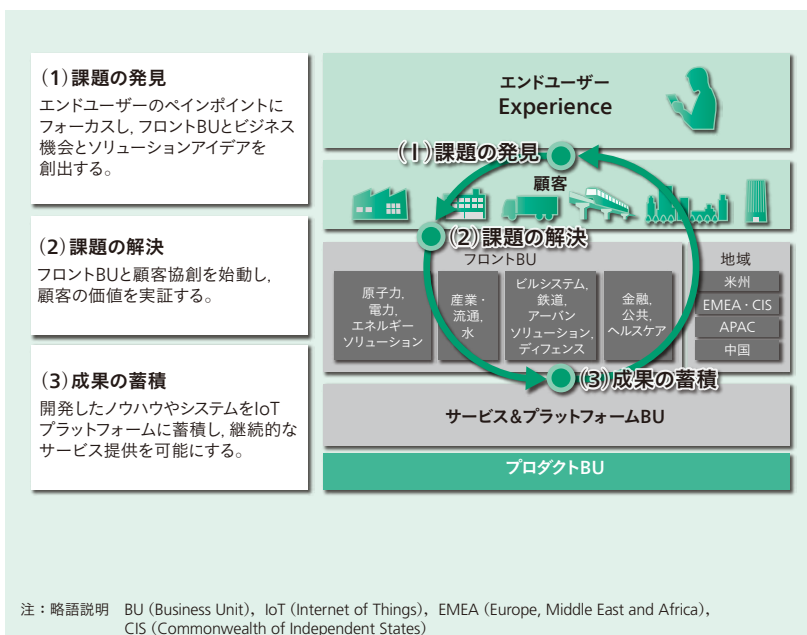 (1)課題の発見
エンドユーザーのペインポイントに
フォーカスし, フロントBUとビジネス
機会とソリューションアイデアを
創出する。
(2)課題の解決
フロントBUと顧客協創を始動し,
顧客の価値を実証する。
(3)成果の蓄積
開発したノウハウやシステムをIoT
プラットフォームに蓄積し, 継続的な
サービス提供を可能にする。
エンドユーザー
Experience
(1)課題の発見
顧客
(2)課題の解決
フロントBU
原子力,
電力,
エネルギー
ソリューション
産業・
流通,
水
ビルシステム,
鉄道,
アーバン
ソリューション,
ディフェンス
金融,
公共,
ヘルスケア
地域
米州
EMEA・CIS
APAC
中国
(3)成果の蓄積
サービス&プラットフォームBU
プロダクトBU
注:略語説明 BU(Business Unit), IoT(Internet of Things), EMEA(Europe, Middle East and Africa),
CIS(Commonwealth of Independent States)